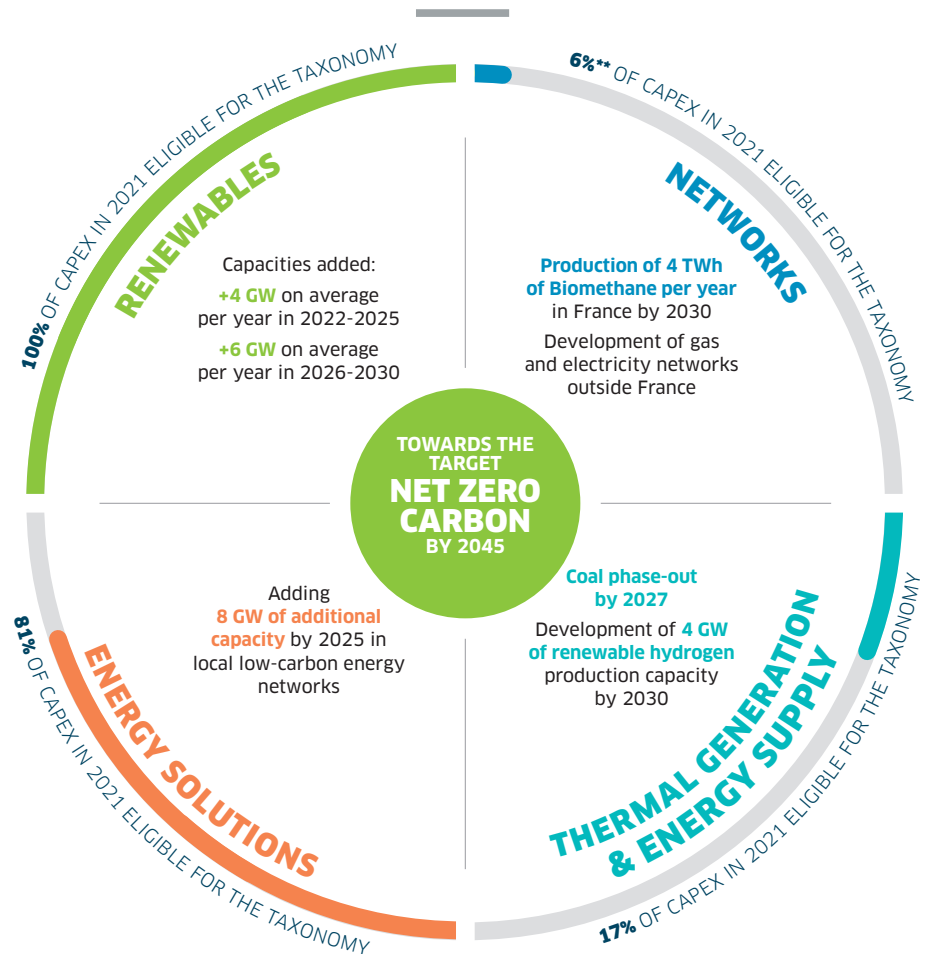 100% OF CAPEX IN 2021 ELIGIBLE FOR THE TAXONOMY
RENEWABLES
Capacities added:
+4 GW on average
per year in 2022-2025
+6 GW on average
per year in 2026-2030
6%** OF CAPEX IN 2021 ELIGIBLE FOR THE TAXONOMY
NETWORKS
Production of 4 TWh
of Biomethane per year
in France by 2030
Development of gas
and electricity networks
outside France
TOWARDS THE
TARGET
NET ZERO
CARBON
BY 2045
81% OF CAPEX IN 2021 ELIGIBLE FOR THE TAXONOMY
ENERGY SOLUTIONS
Adding
8 GW of additional
capacity by 2025 in
local low-carbon energy
networks
Coal phase-out
by 2027
Development of 4 GW
of renewable hydrogen
production capacity
by 2030
THERMAL GENERATION
& ENERGY SUPPLY
17% OF CAPEX IN 2021 ELIGIBLE FOR THE TAXONOMY